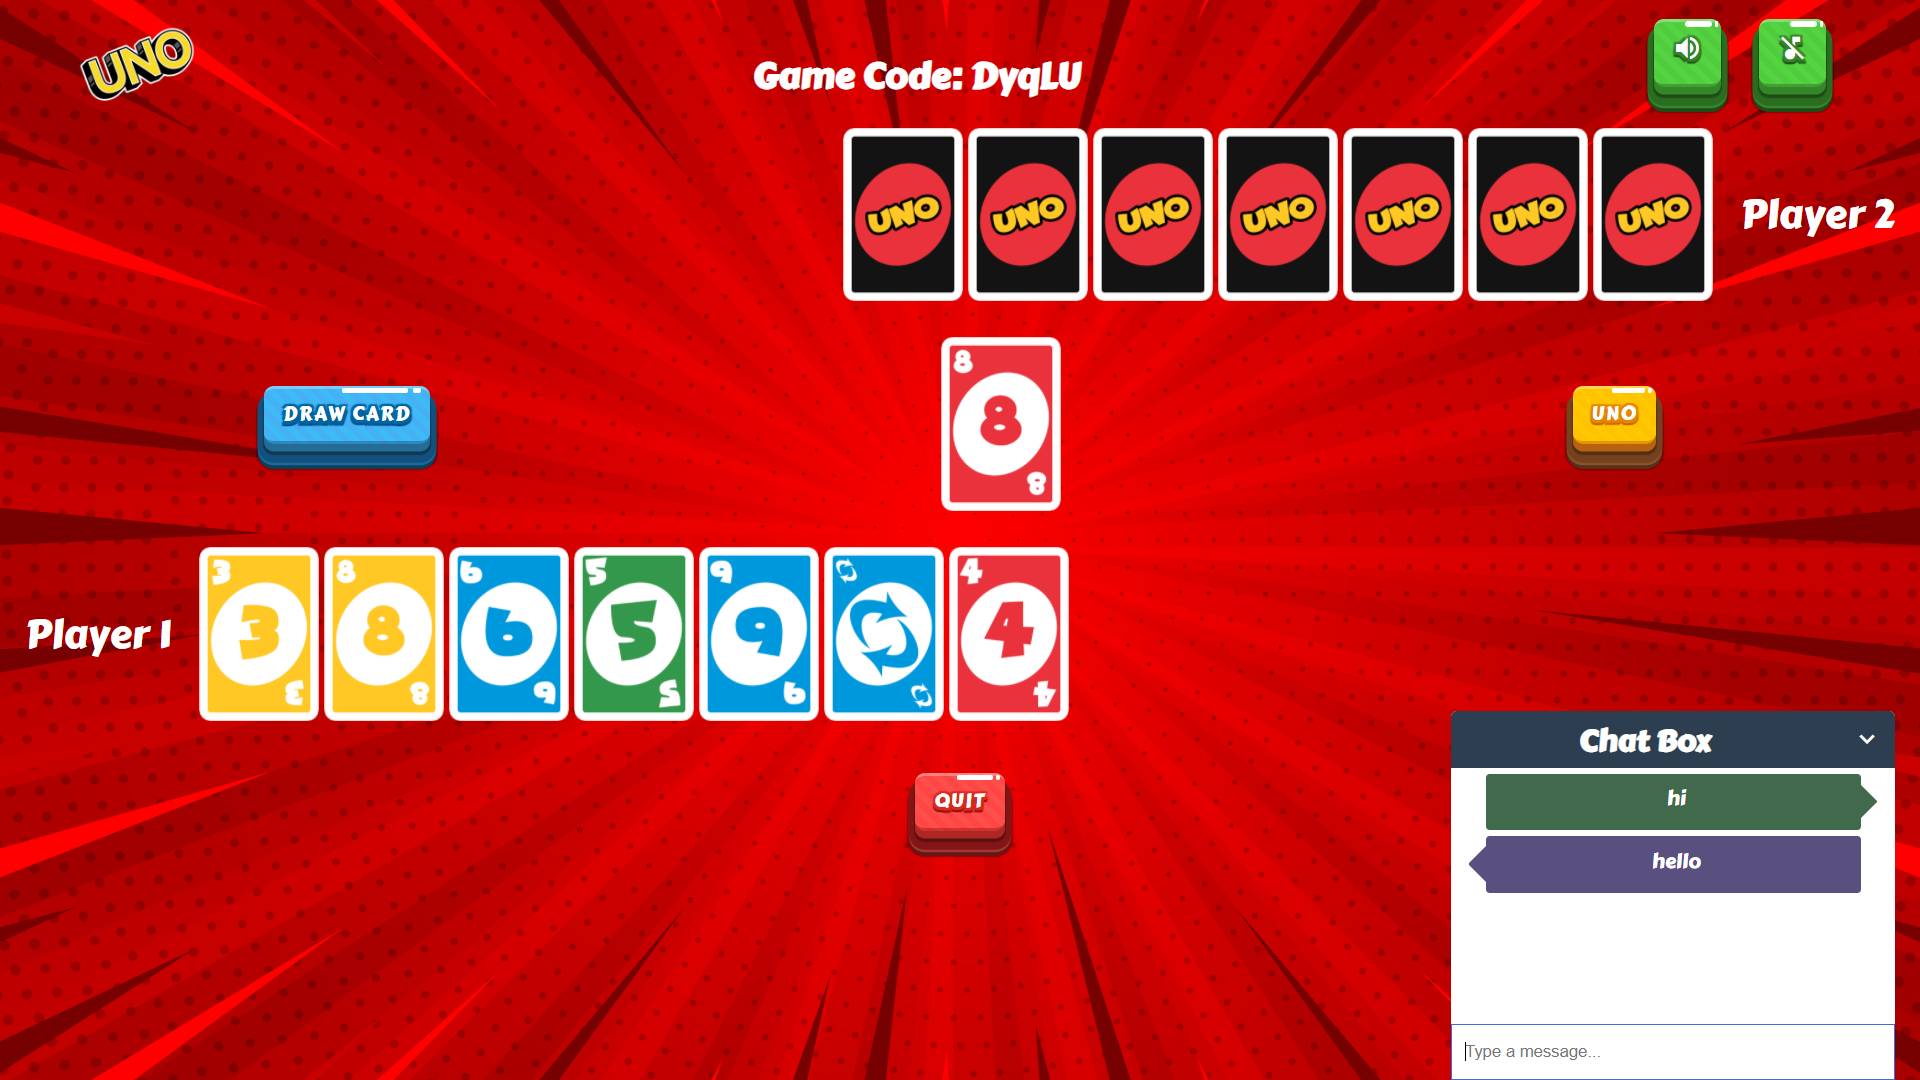 UNO
Game Code: DyqLU
UNO UNO UNO UNO UNO UNO UNO
Player 2
8
8
8
DRAW CARD
UNO
Player 1
3 8 6 5 9 4
3 8 6 5 9 4
3 8 6 5 9 4
Chat Box
hi
hello
QUIT
Type a message...